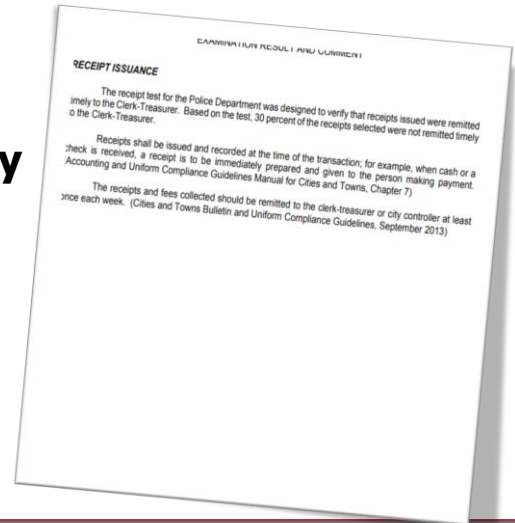 EXAMINATION RESULT AND COMMENT
RECEIPT ISSUANCE
The receipt test for the Police Department was designed to verify that receipts issued were remitted
imely to the Clerk-Treasurer. Based on the test, 30 percent of the receipts selected were not remitted timely
o the Clerk-Treasurer.
y
Receipts shall be issued and recorded at the time of the transaction; for example, when cash or a
check is received, a receipt is to be immediately prepared and given to the person making payment.
Accounting and Uniform Compliance Guidelines Manual for Cities and Towns, Chapter 7)
The receipts and fees collected should be remitted to the clerk-treasurer or city controller at least
once each week. (Cities and Towns Bulletin and Uniform Compliance Guidelines, September 2013)